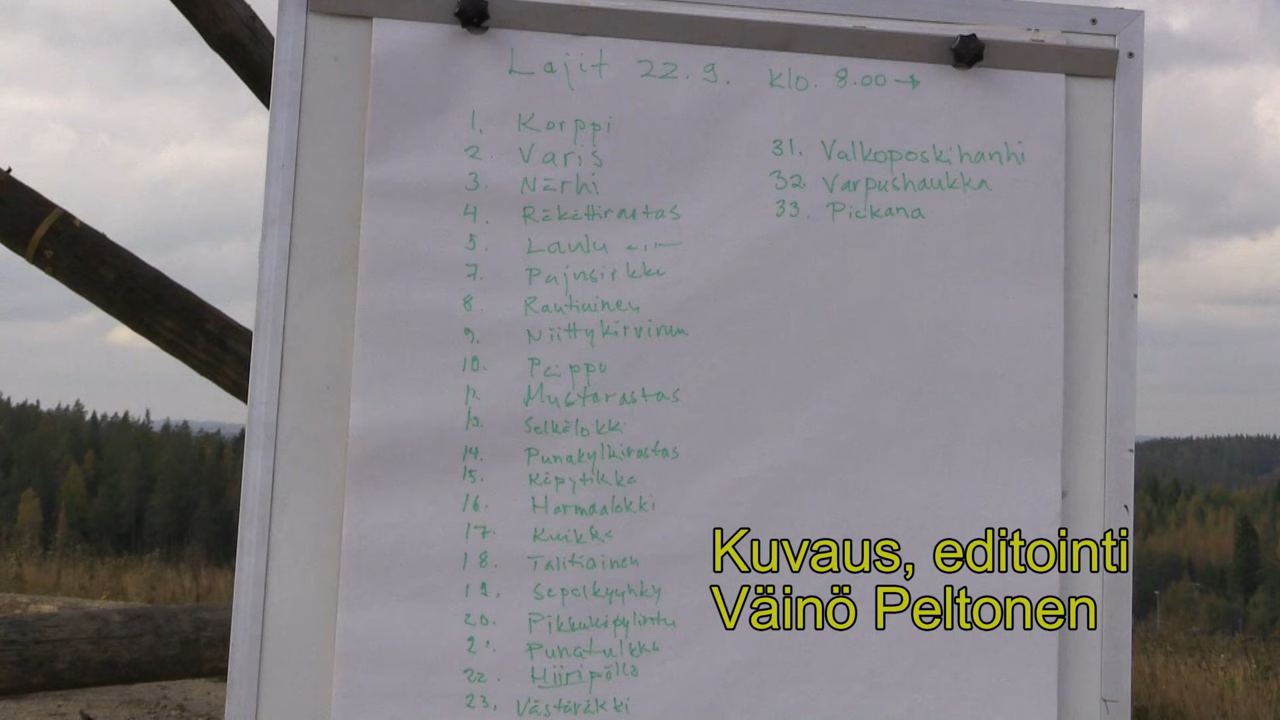 Lajit 22.9. Klo. 8.00→
1. Korppi
2. Varis
3. Närhi
4. Räkättirastas
5. Laulu -"-
7. Pajusirkku
8. Rautiainen
9. Niittykirvinen
10. Peippo
12. Mustarastas
13. Selkälokki
14. Punakylkirastas
15. Käpytikka
16. Harmaalokki
17. Kuikka
18. Talitiainen
19. Sepelkyyhky
20. Pikkukäpylintu
21. Punatulkku
22. Hiiripöllö
23. Västäräkki
31. Valkoposkihanhi
32. Varpushaukka
33. Piekana
Kuvaus, editointi
Väinö Peltonen